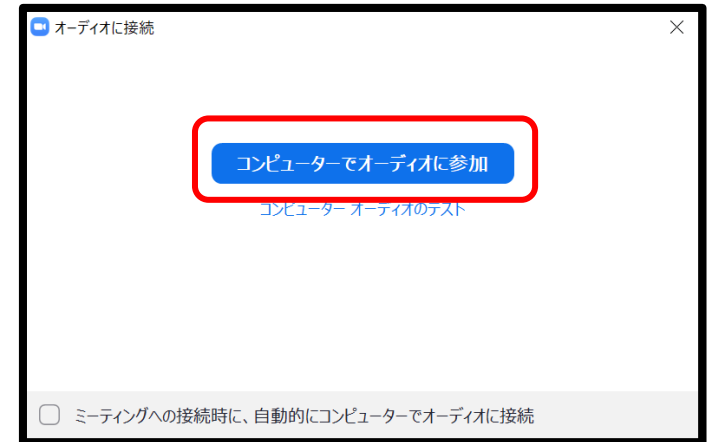 オーディオに接続
コンピューターでオーディオに参加
コンピューター オーディオのテスト
ミーティングへの接続時に、自動的にコンピューターでオーディオに接続